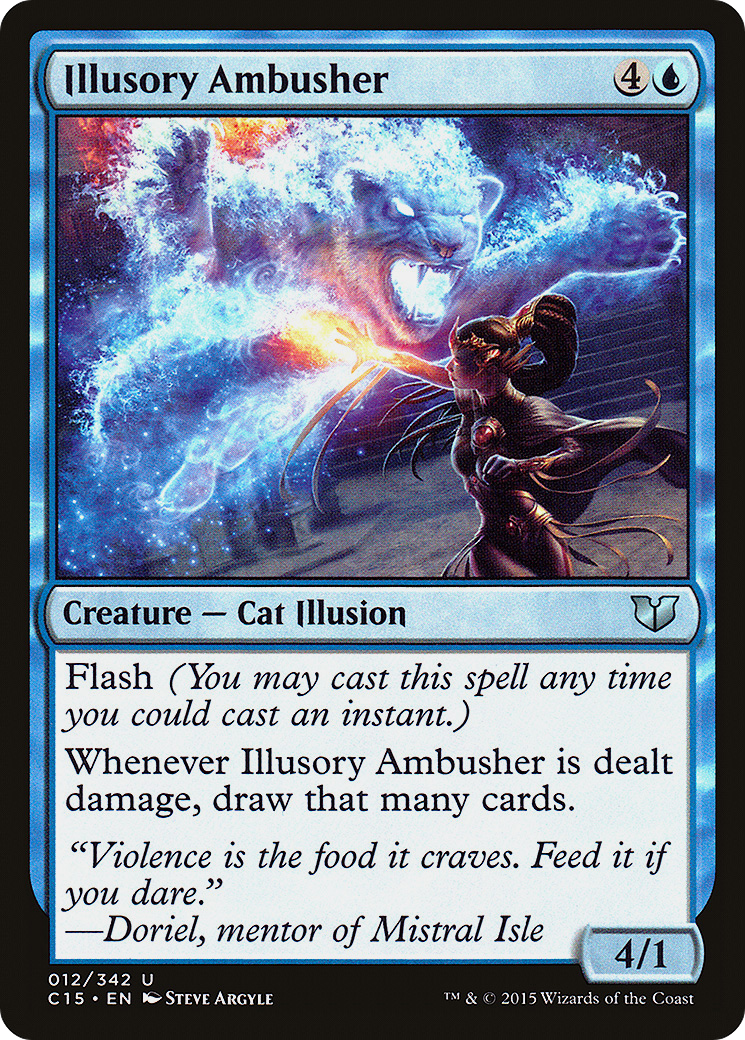 Illusory Ambusher 4
Creature — Cat Illusion
Flash (You may cast this spell any time
you could cast an instant.)
Whenever Illusory Ambusher is dealt
damage, draw that many cards.
“Violence is the food it craves. Feed it if
you dare.”
—Doriel, mentor of Mistral Isle
4/1
012/342 U
C15 • EN Steve Argyle
™ & © 2015 Wizards of the Coast